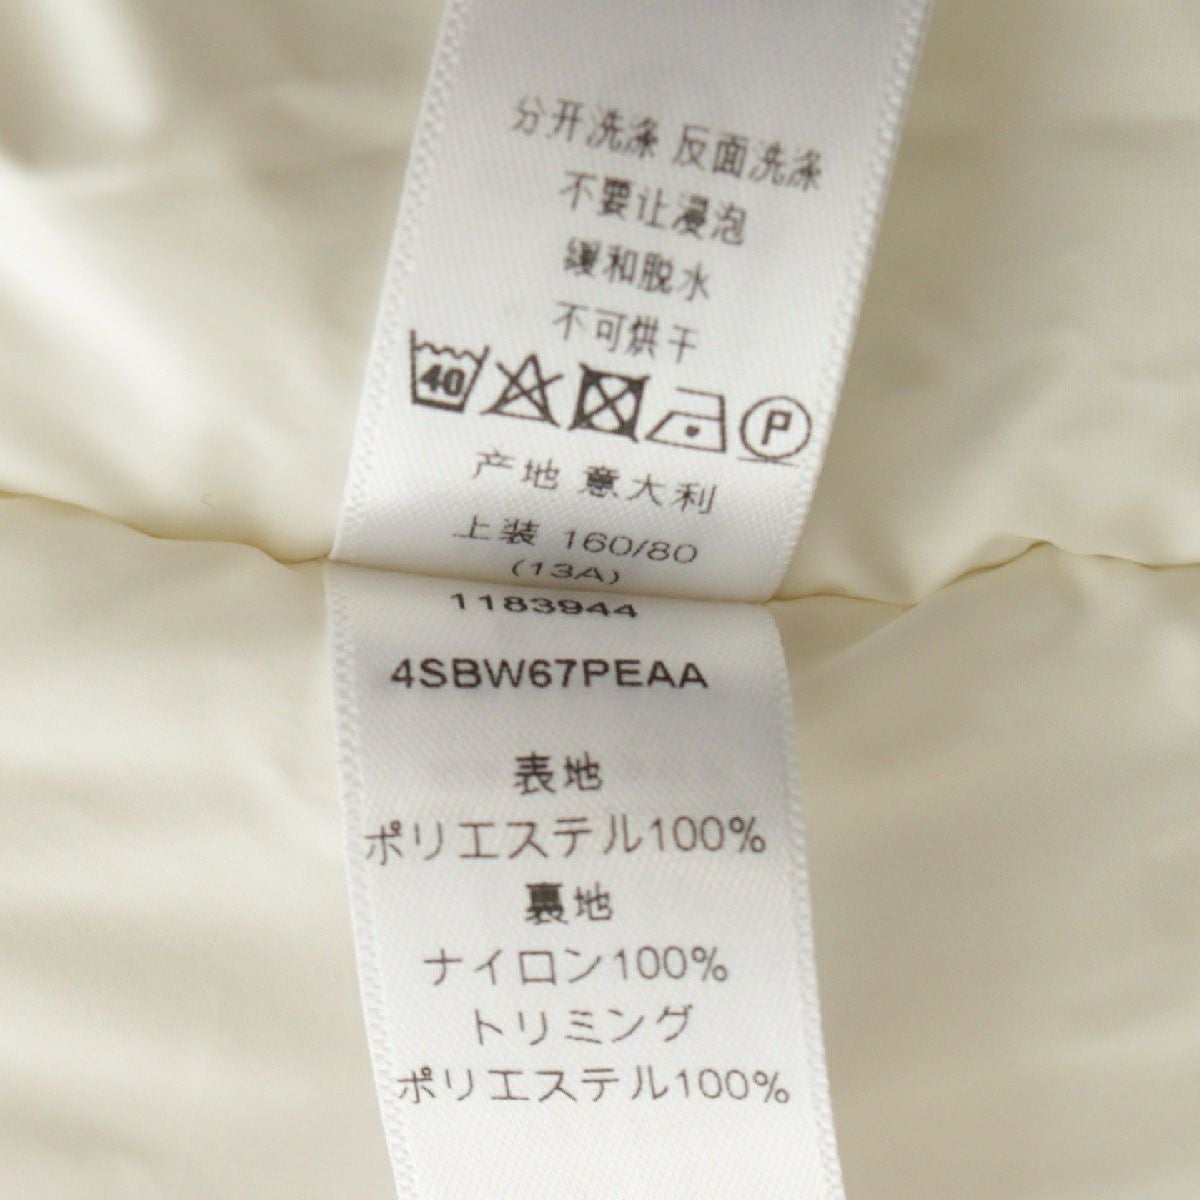 分开洗涤 反面洗涤
不要让浸泡
緩和脱水
不可烘干
40 P
产地 意大利
上装 160/80
(13A)
1183944
4SBW67PEAA
表地
ポリエステル100%
裏地
ナイロン100%
トリミング
ポリエステル100%